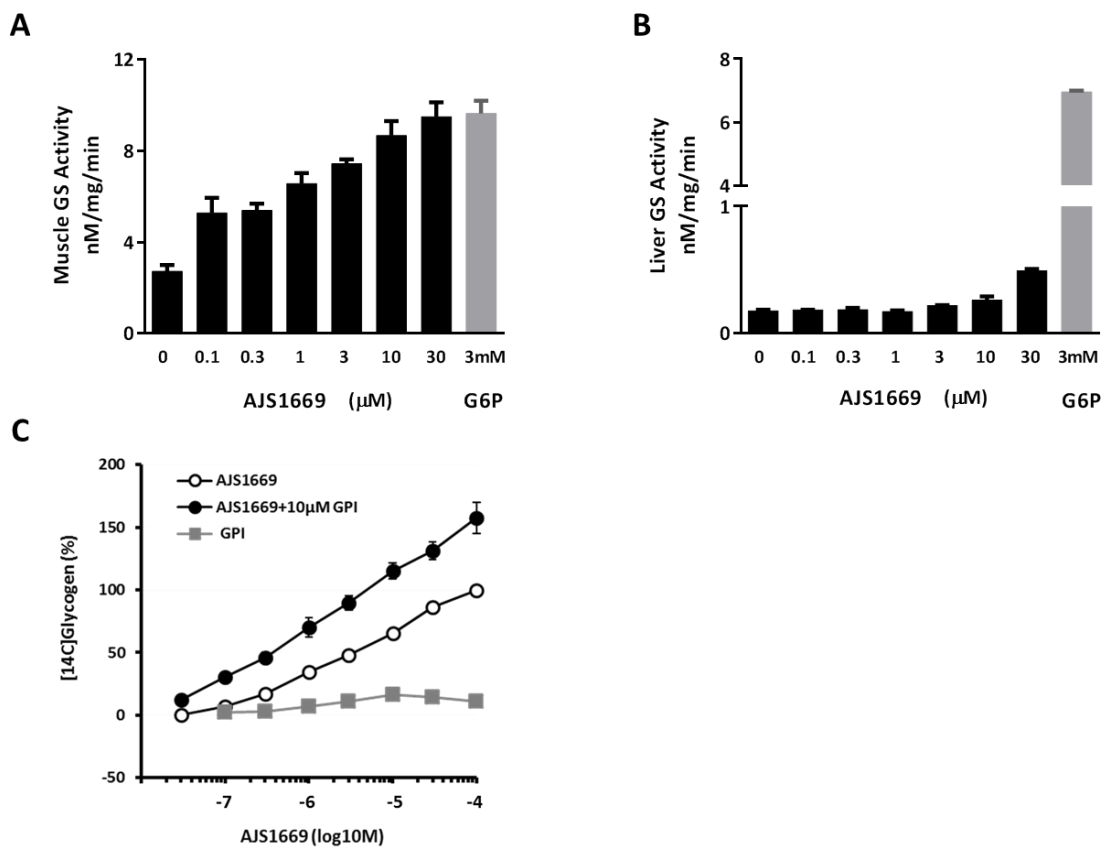 A
12
8
4
0
Muscle GS Activity
nM/mg/min
0 0.1 0.3 1 3 10 30 3mM
AJS1669 (μM) G6P
B
8
6
4
1
0
Liver GS Activity
nM/mg/min
0 0.1 0.3 1 3 10 30 3mM
AJS1669 (μM) G6P
C
200
150
100
50
0
-50
[14C]Glycogen (%)
AJS1669
AJS1669+10μM GPI
GPI
-7 -6 -5 -4
AJS1669 (log10M)